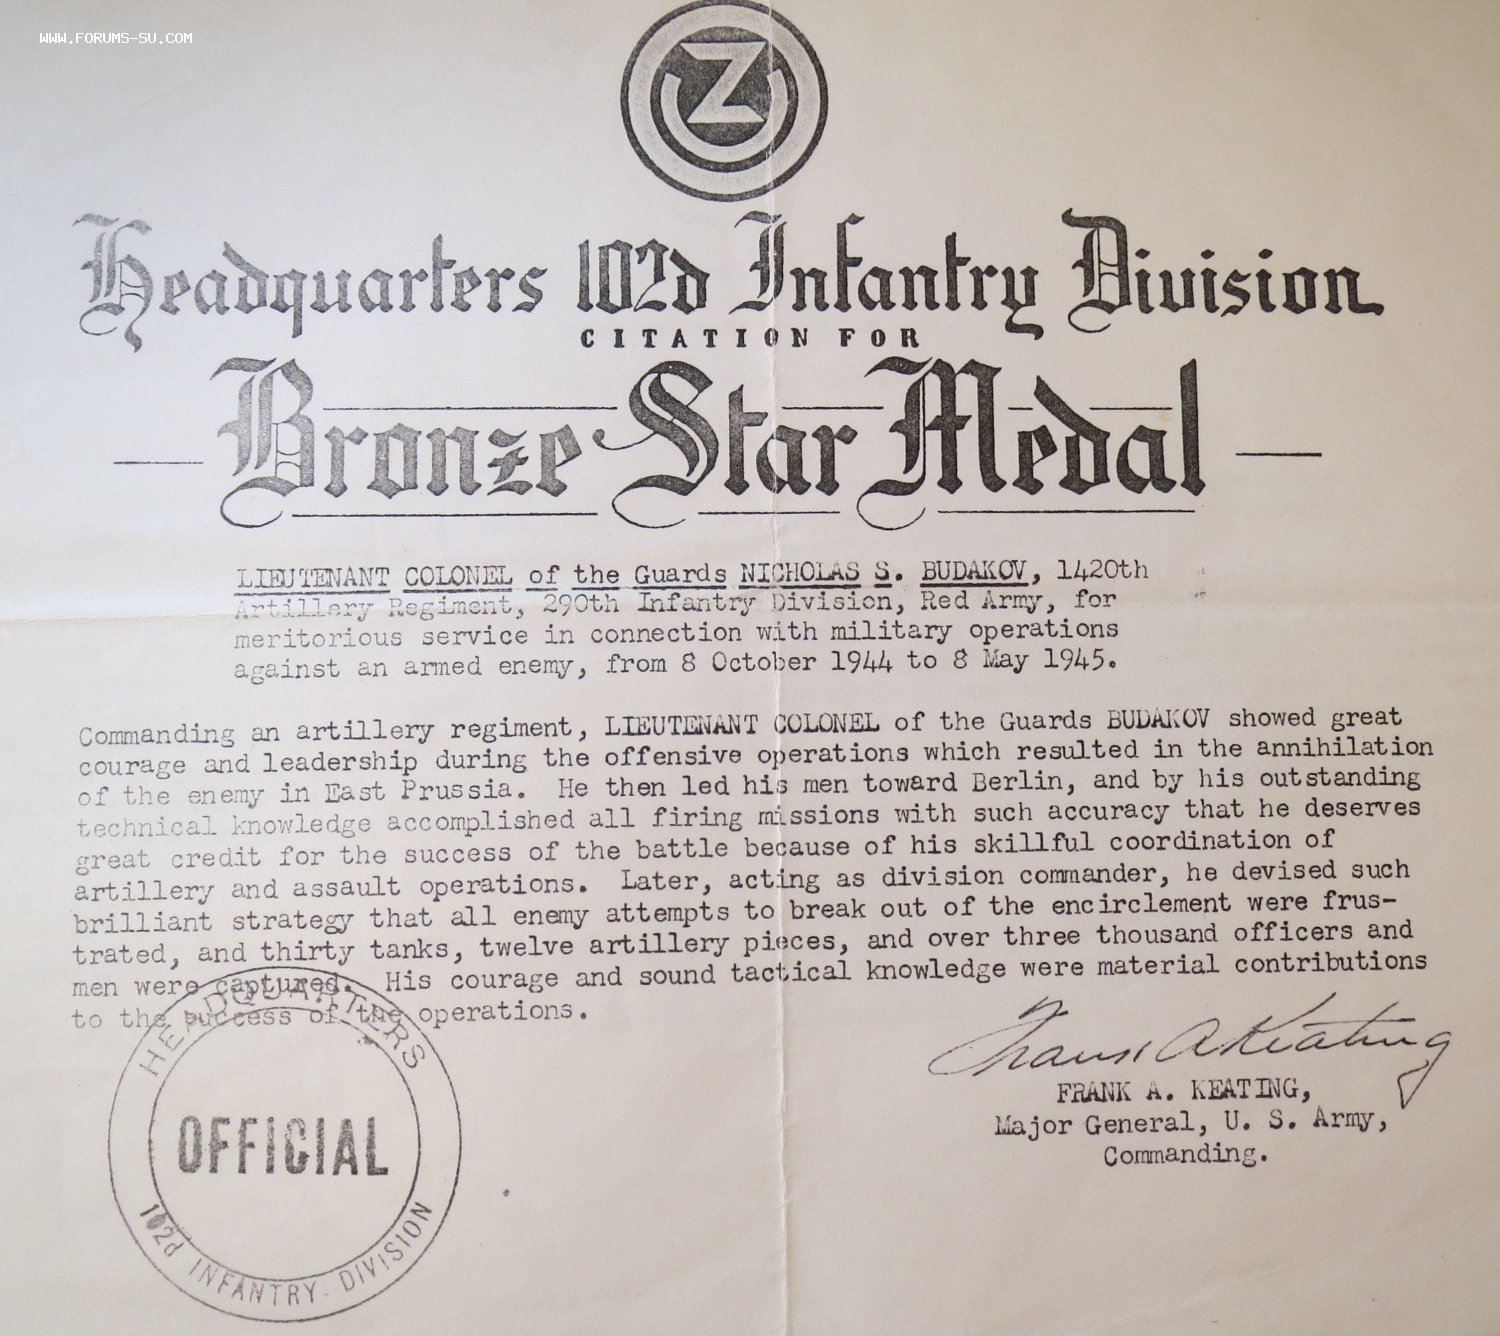 WWW.FORUMS-SU.COM
Z
Headquarters 102d Infantry Division
CITATION FOR
Bronze Star Medal
LIEUTENANT COLONEL of the Guards NICHOLAS S. BUDAKOV, 1420th
Artillery Regiment, 290th Infantry Division, Red Army, for
meritorious service in connection with military operations
against an armed enemy, from 8 October 1944 to 8 May 1945.
Commanding an artillery regiment, LIEUTENANT COLONEL of the Guards BUDAKOV showed great
courage and leadership during the offensive operations which resulted in the annihilation
of the enemy in East Prussia. He then led his men toward Berlin, and by his outstanding
technical knowledge accomplished all firing missions with such accuracy that he deserves
great credit for the success of the battle because of his skillful coordination of
artillery and assault operations. Later, acting as division commander, he devised such
brilliant strategy that all enemy attempts to break out of the encirclement were frus-
trated, and thirty tanks, twelve artillery pieces, and over three thousand officers and
men were captured. His courage and sound tactical knowledge were material contributions
to the success of the operations.
Frank A Keating
FRANK A. KEATING,
Major General, U. S. Army,
Commanding.
HEADQUARTERS
OFFICIAL
102d INFANTRY DIVISION